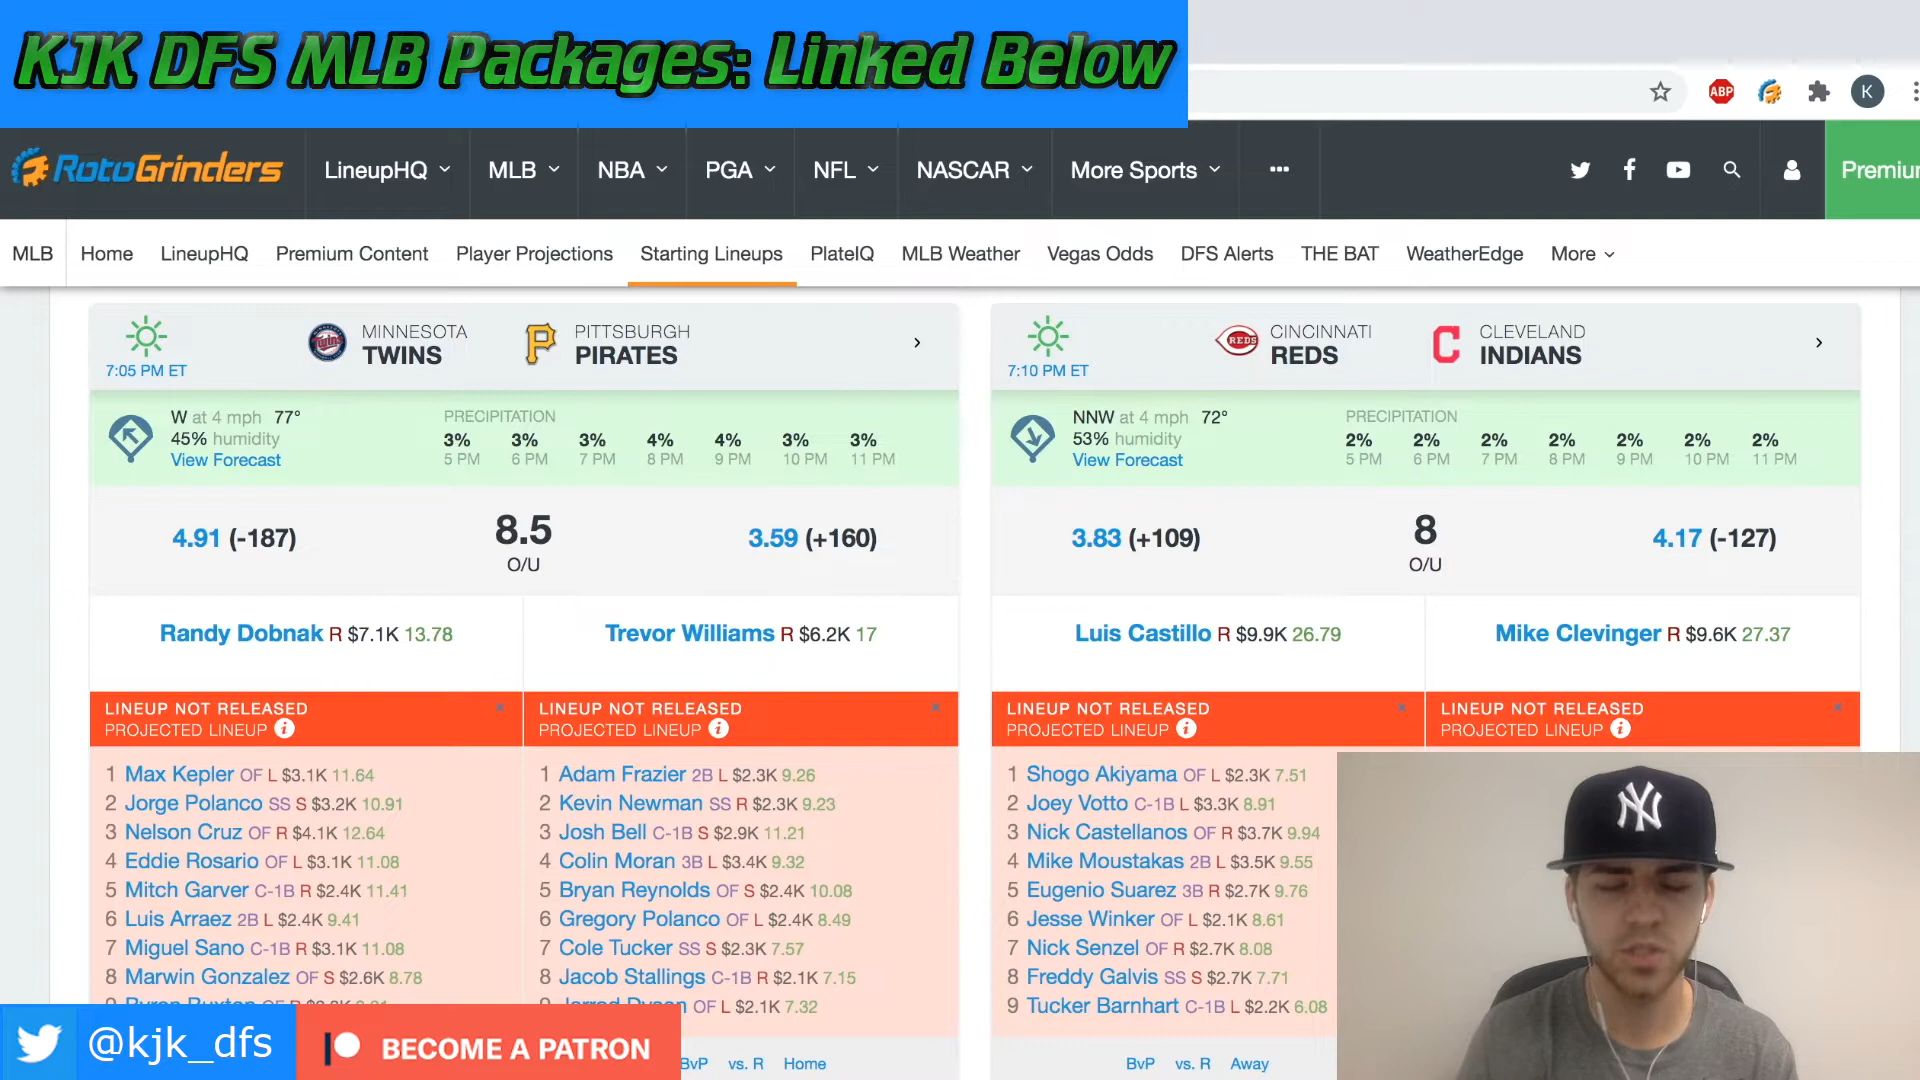 KJK DFS MLB Packages: Linked Below
ABP
K
RotoGrinders
LineupHQ MLB NBA PGA NFL NASCAR More Sports
Premium
MLB Home LineupHQ Premium Content Player Projections Starting Lineups PlateIQ MLB Weather Vegas Odds DFS Alerts THE BAT WeatherEdge More
7:05 PM ET
MINNESOTA
TWINS
PITTSBURGH
PIRATES
W at 4 mph 77°
45% humidity
View Forecast
PRECIPITATION
3% 3% 3% 4% 4% 3% 3%
5 PM 6 PM 7 PM 8 PM 9 PM 10 PM 11 PM
4.91 (-187)
8.5
O/U
3.59 (+160)
Randy Dobnak R $7.1K 13.78
Trevor Williams R $6.2K 17
LINEUP NOT RELEASED
PROJECTED LINEUP
1 Max Kepler OF L $3.1K 11.64
2 Jorge Polanco SS S $3.2K 10.91
3 Nelson Cruz OF R $4.1K 12.64
4 Eddie Rosario OF L $3.1K 11.08
5 Mitch Garver C-1B R $2.4K 11.41
6 Luis Arraez 2B L $2.4K 9.41
7 Miguel Sano C-1B R $3.1K 11.08
8 Marwin Gonzalez OF S $2.6K 8.78
LINEUP NOT RELEASED
PROJECTED LINEUP
1 Adam Frazier 2B L $2.3K 9.26
2 Kevin Newman SS R $2.3K 9.23
3 Josh Bell C-1B S $2.9K 11.21
4 Colin Moran 3B L $3.4K 9.32
5 Bryan Reynolds OF S $2.4K 10.08
6 Gregory Polanco OF L $2.4K 8.49
7 Cole Tucker SS S $2.3K 7.57
8 Jacob Stallings C-1B R $2.1K 7.15
9 Jarrod Dyson OF L $2.1K 7.32
BvP vs. R Home
7:10 PM ET
CINCINNATI
REDS
CLEVELAND
INDIANS
NNW at 4 mph 72°
53% humidity
View Forecast
PRECIPITATION
2% 2% 2% 2% 2% 2% 2%
5 PM 6 PM 7 PM 8 PM 9 PM 10 PM 11 PM
3.83 (+109)
8
O/U
4.17 (-127)
Luis Castillo R $9.9K 26.79
Mike Clevinger R $9.6K 27.37
LINEUP NOT RELEASED
PROJECTED LINEUP
LINEUP NOT RELEASED
PROJECTED LINEUP
1 Shogo Akiyama OF L $2.3K 7.51
2 Joey Votto C-1B L $3.3K 8.91
3 Nick Castellanos OF R $3.7K 9.94
4 Mike Moustakas 2B L $3.5K 9.55
5 Eugenio Suarez 3B R $2.7K 9.76
6 Jesse Winker OF L $2.1K 8.61
7 Nick Senzel OF R $2.7K 8.08
8 Freddy Galvis SS S $2.7K 7.71
9 Tucker Barnhart C-1B L $2.2K 6.08
BvP vs. R Away
NY
@kjk_dfs
BECOME A PATRON